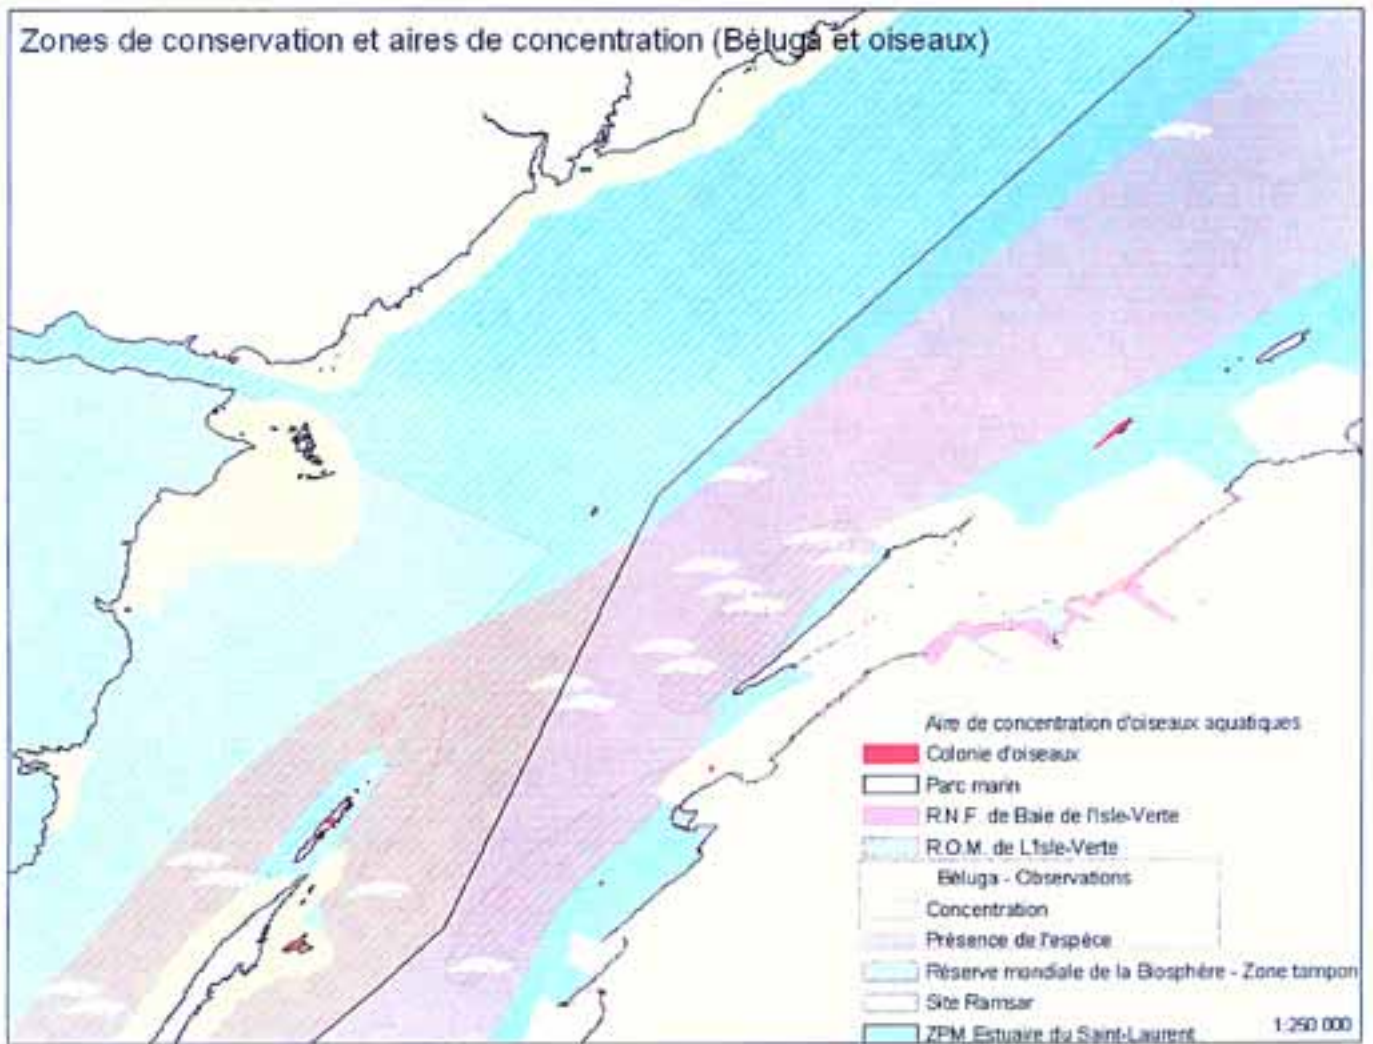 Zones de conservation et aires de concentration (Béluga et oiseaux)
Aire de concentration d'oiseaux aquatiques
Colonie d'oiseaux
Parc marin
R.N.F. de Baie de l'Isle-Verte
R.O.M. de L'Isle-Verte
Béluga - Observations
Concentration
Présence de l'espèce
Réserve mondiale de la Biosphère - Zone tampon
Site Ramsar
ZPM Estuaire du Saint-Laurent
1:250 000